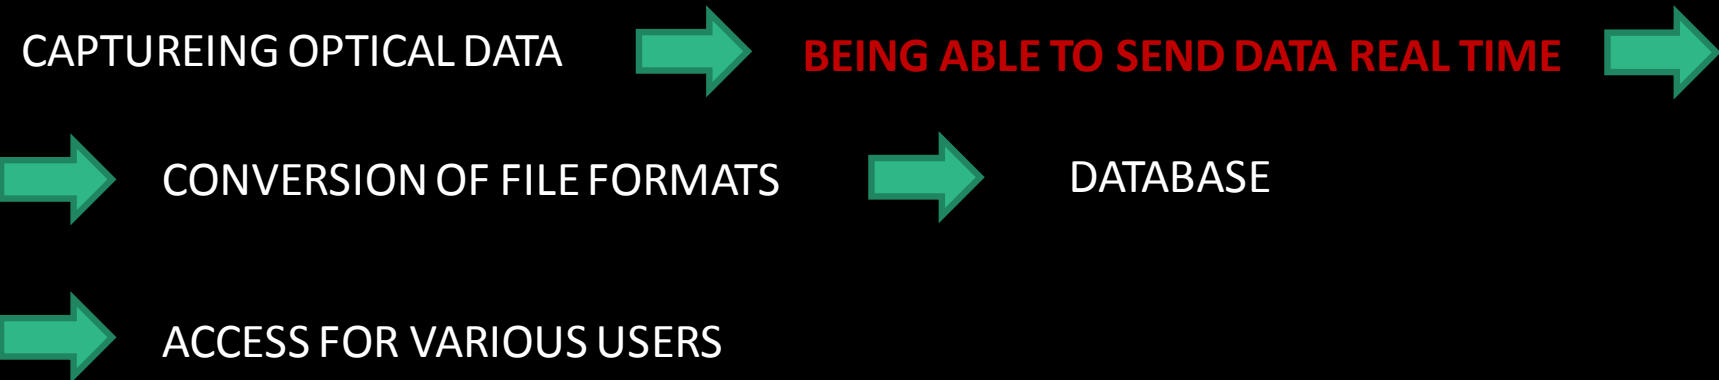 CAPTUREING OPTICAL DATA
BEING ABLE TO SEND DATA REAL TIME
CONVERSION OF FILE FORMATS
DATABASE
ACCESS FOR VARIOUS USERS